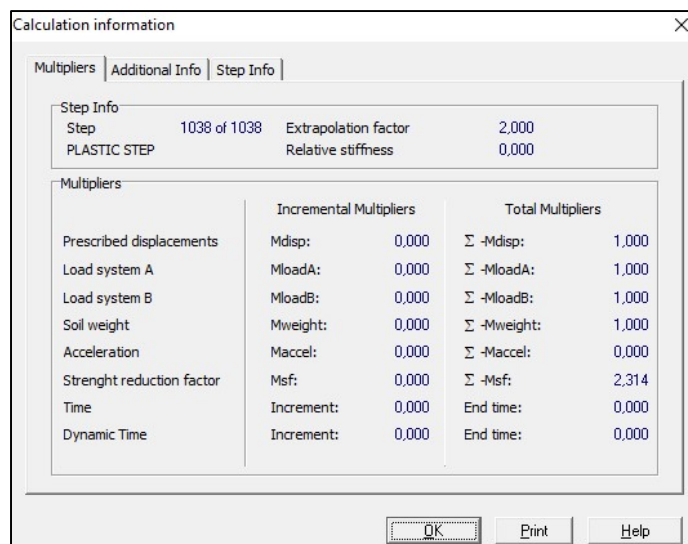 Calculation information
Multipliers Additional Info Step Info
Step Info
Step 1038 of 1038 Extrapolation factor 2,000
PLASTIC STEP Relative stiffness 0,000
Multipliers
Incremental Multipliers Total Multipliers
Prescribed displacements Mdisp: 0,000 Σ -Mdisp: 1,000
Load system A MloadA: 0,000 Σ -MloadA: 1,000
Load system B MloadB: 0,000 Σ -MloadB: 1,000
Soil weight Mweight: 0,000 Σ -Mweight: 1,000
Acceleration Maccel: 0,000 Σ -Maccel: 0,000
Strenght reduction factor Msf: 0,000 Σ -Msf: 2,314
Time Increment: 0,000 End time: 0,000
Dynamic Time Increment: 0,000 End time: 0,000
OK Print Help